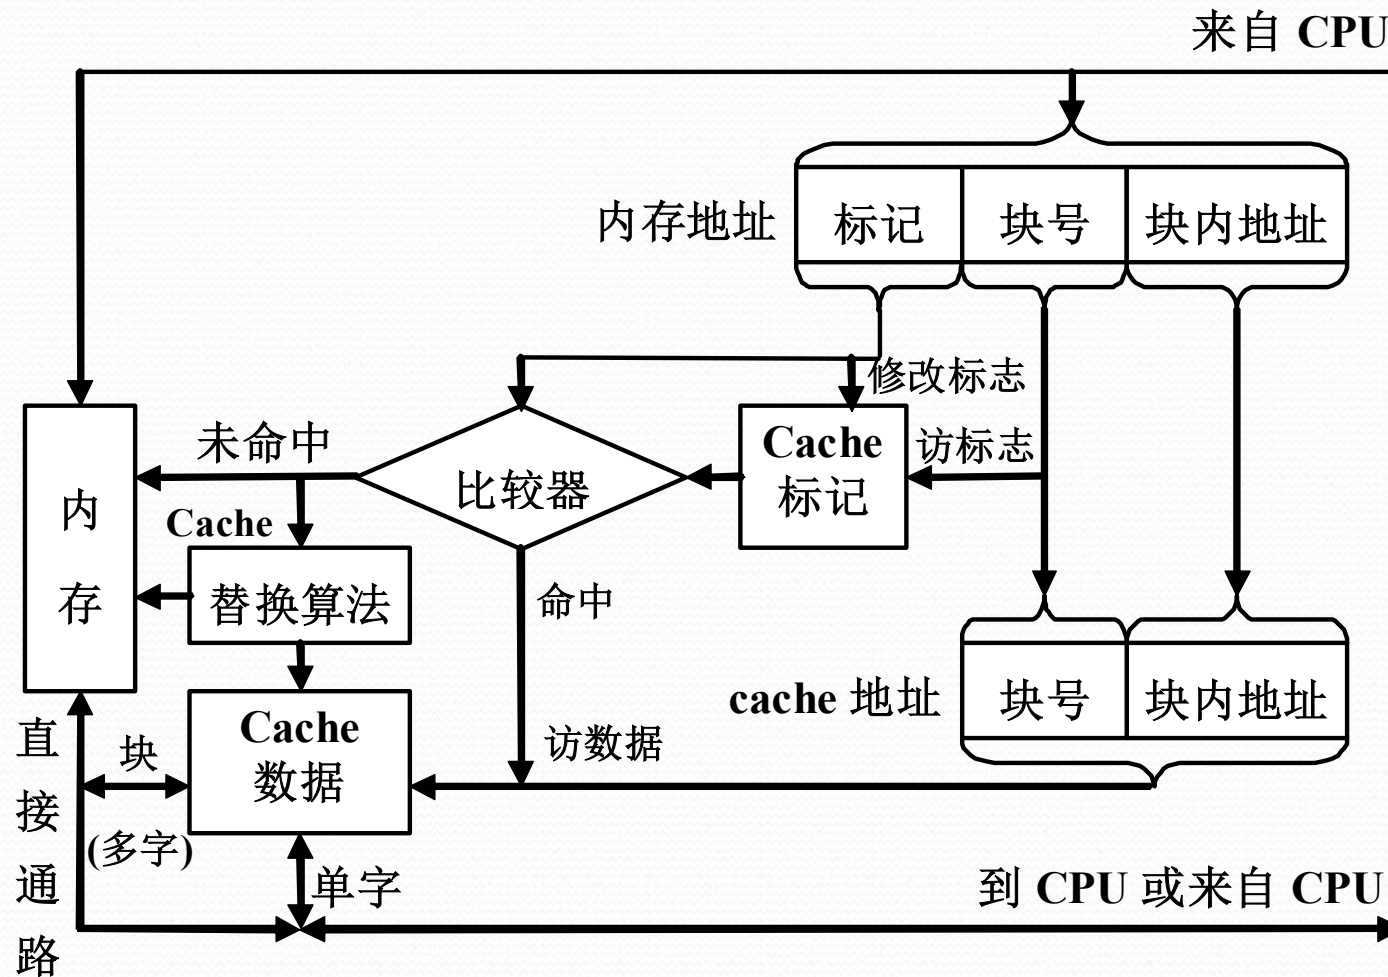 来自 CPU
内存地址
标记
块号
块内地址
修改标志
未命中
比较器
Cache
标记
访标志
内
存
Cache
替换算法
命中
cache 地址
块号
块内地址
直
接
通
路
块
(多字)
Cache
数据
访数据
单字
到 CPU 或来自 CPU